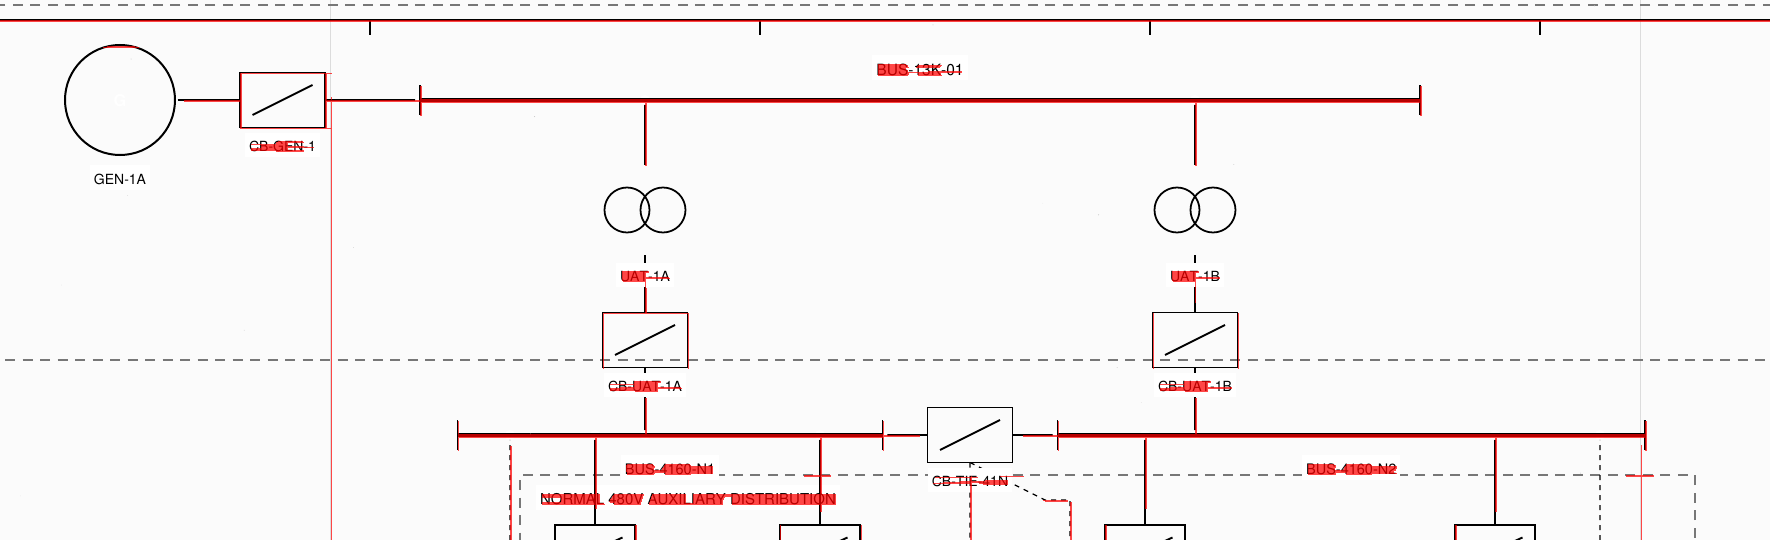 BUS-13K-01
CB-GEN-1
GEN-1A
UAT-1A
UAT-1B
CB-UAT-1A
CB-UAT-1B
BUS-4160-N1
BUS-4160-N2
CB-TIE-41N
NORMAL 480V AUXILIARY DISTRIBUTION